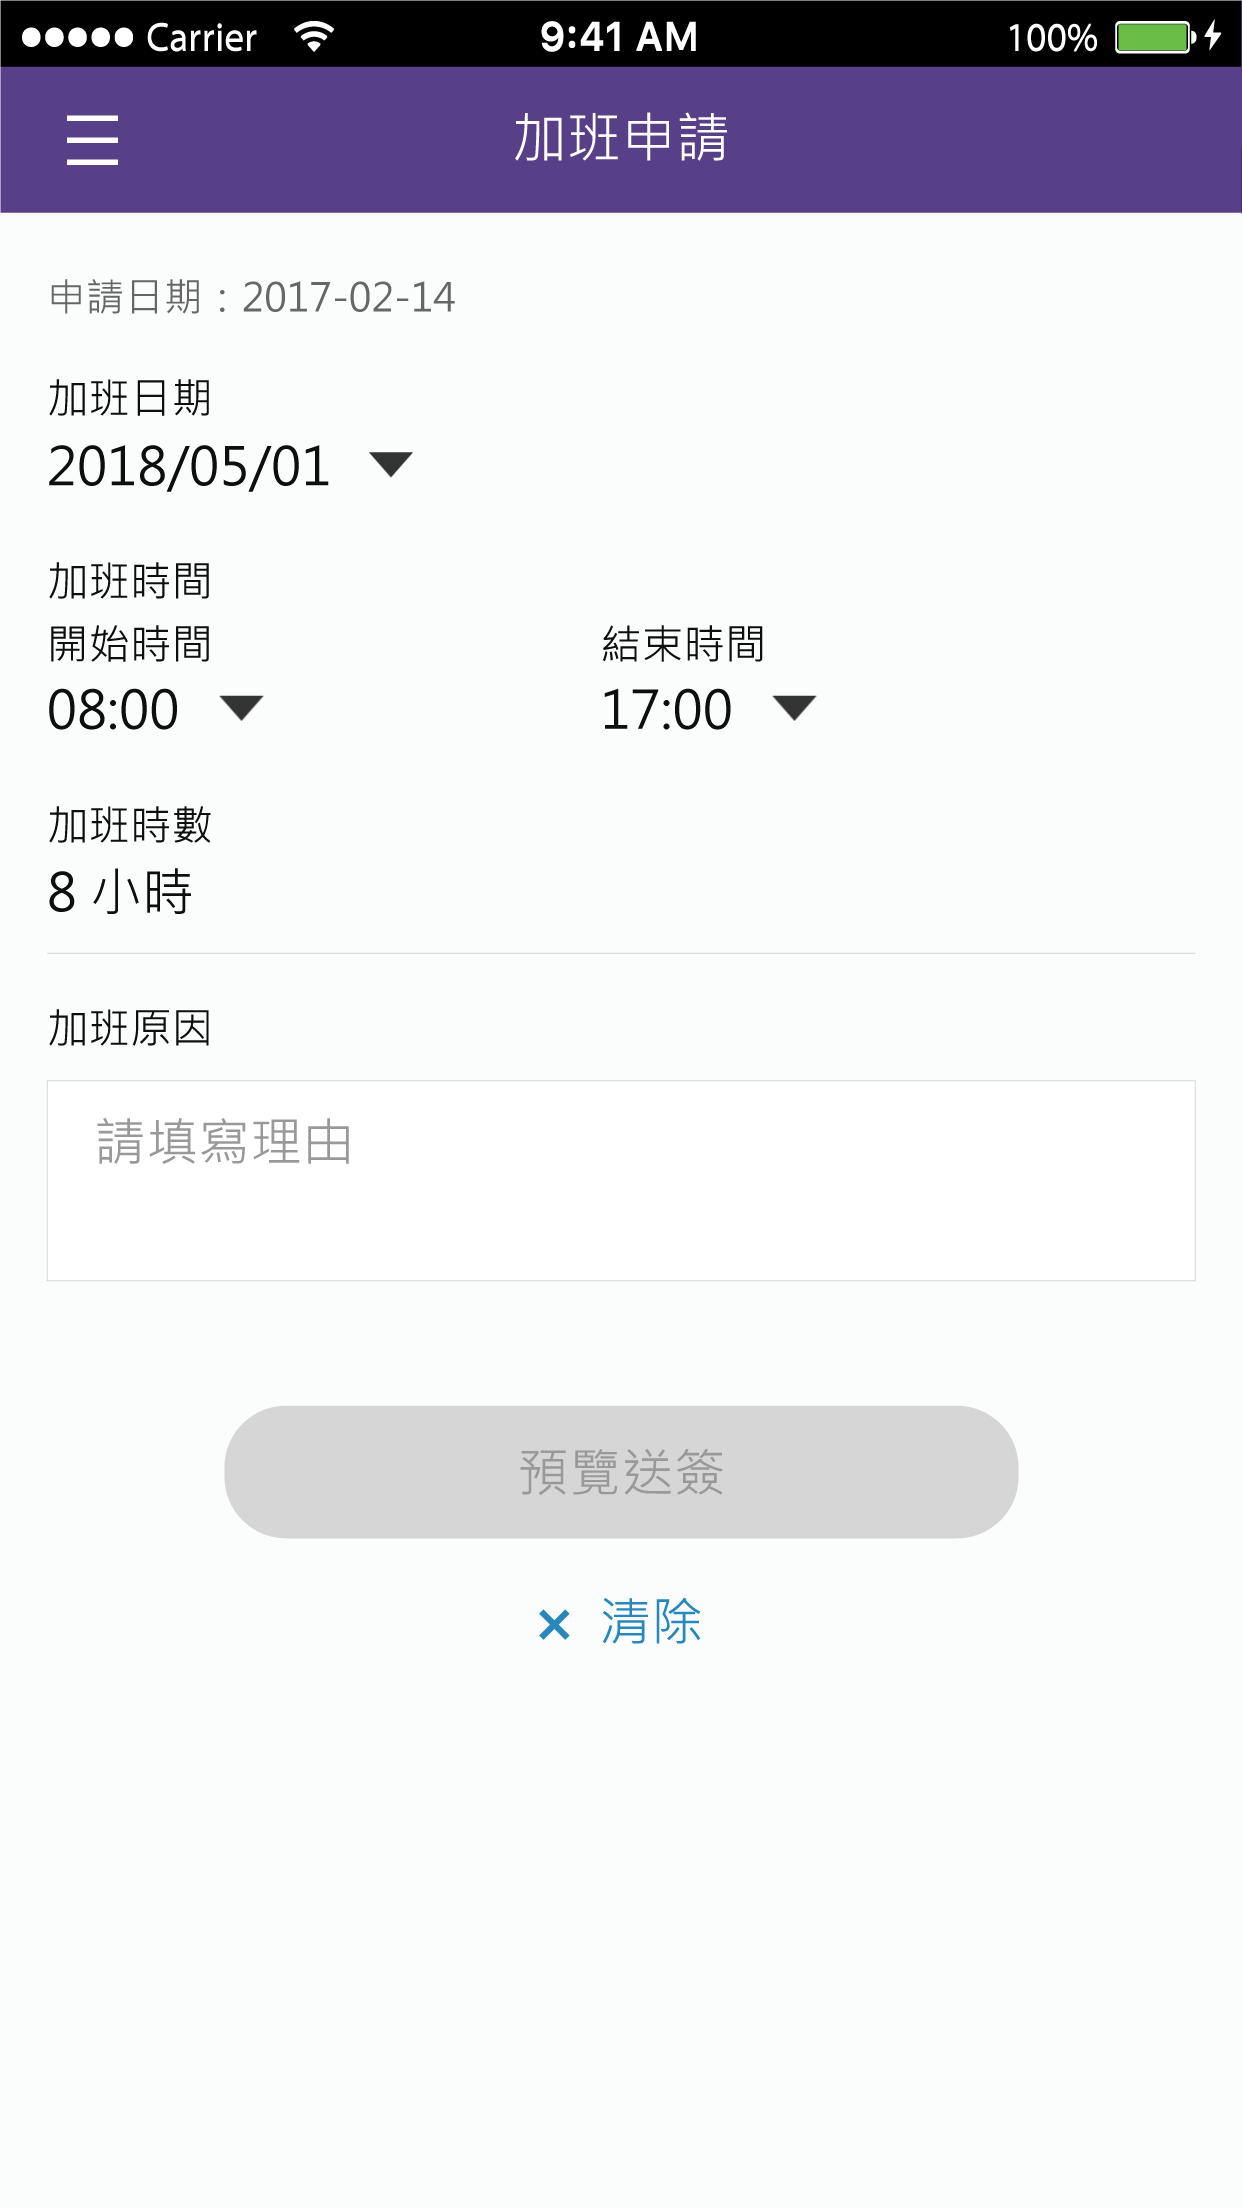 Carrier 9:41 AM 100%
加班申請
申請日期：2017-02-14
加班日期
2018/05/01
加班時間
開始時間 結束時間
08:00 17:00
加班時數
8 小時
加班原因
請填寫理由
預覽送簽
× 清除